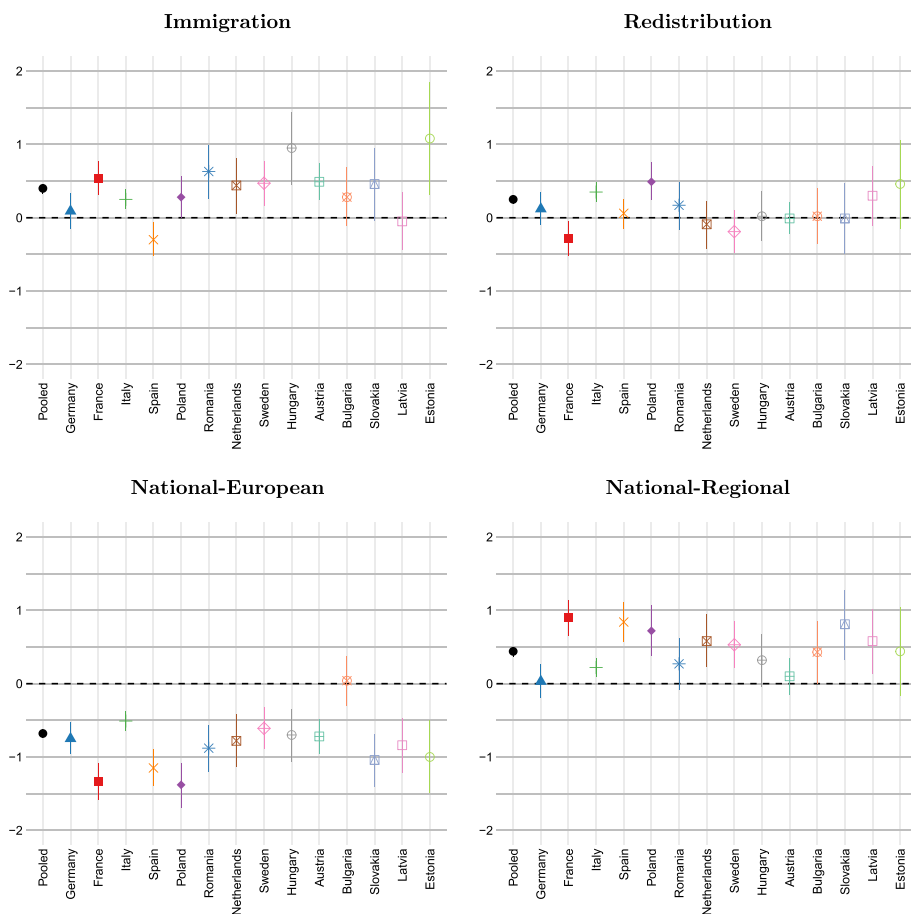 Immigration
2
1
0
−1
−2
Pooled
Germany
France
Italy
Spain
Poland
Romania
Netherlands
Sweden
Hungary
Austria
Bulgaria
Slovakia
Latvia
Estonia
Redistribution
2
1
0
−1
−2
Pooled
Germany
France
Italy
Spain
Poland
Romania
Netherlands
Sweden
Hungary
Austria
Bulgaria
Slovakia
Latvia
Estonia
National-European
2
1
0
−1
−2
Pooled
Germany
France
Italy
Spain
Poland
Romania
Netherlands
Sweden
Hungary
Austria
Bulgaria
Slovakia
Latvia
Estonia
National-Regional
2
1
0
−1
−2
Pooled
Germany
France
Italy
Spain
Poland
Romania
Netherlands
Sweden
Hungary
Austria
Bulgaria
Slovakia
Latvia
Estonia